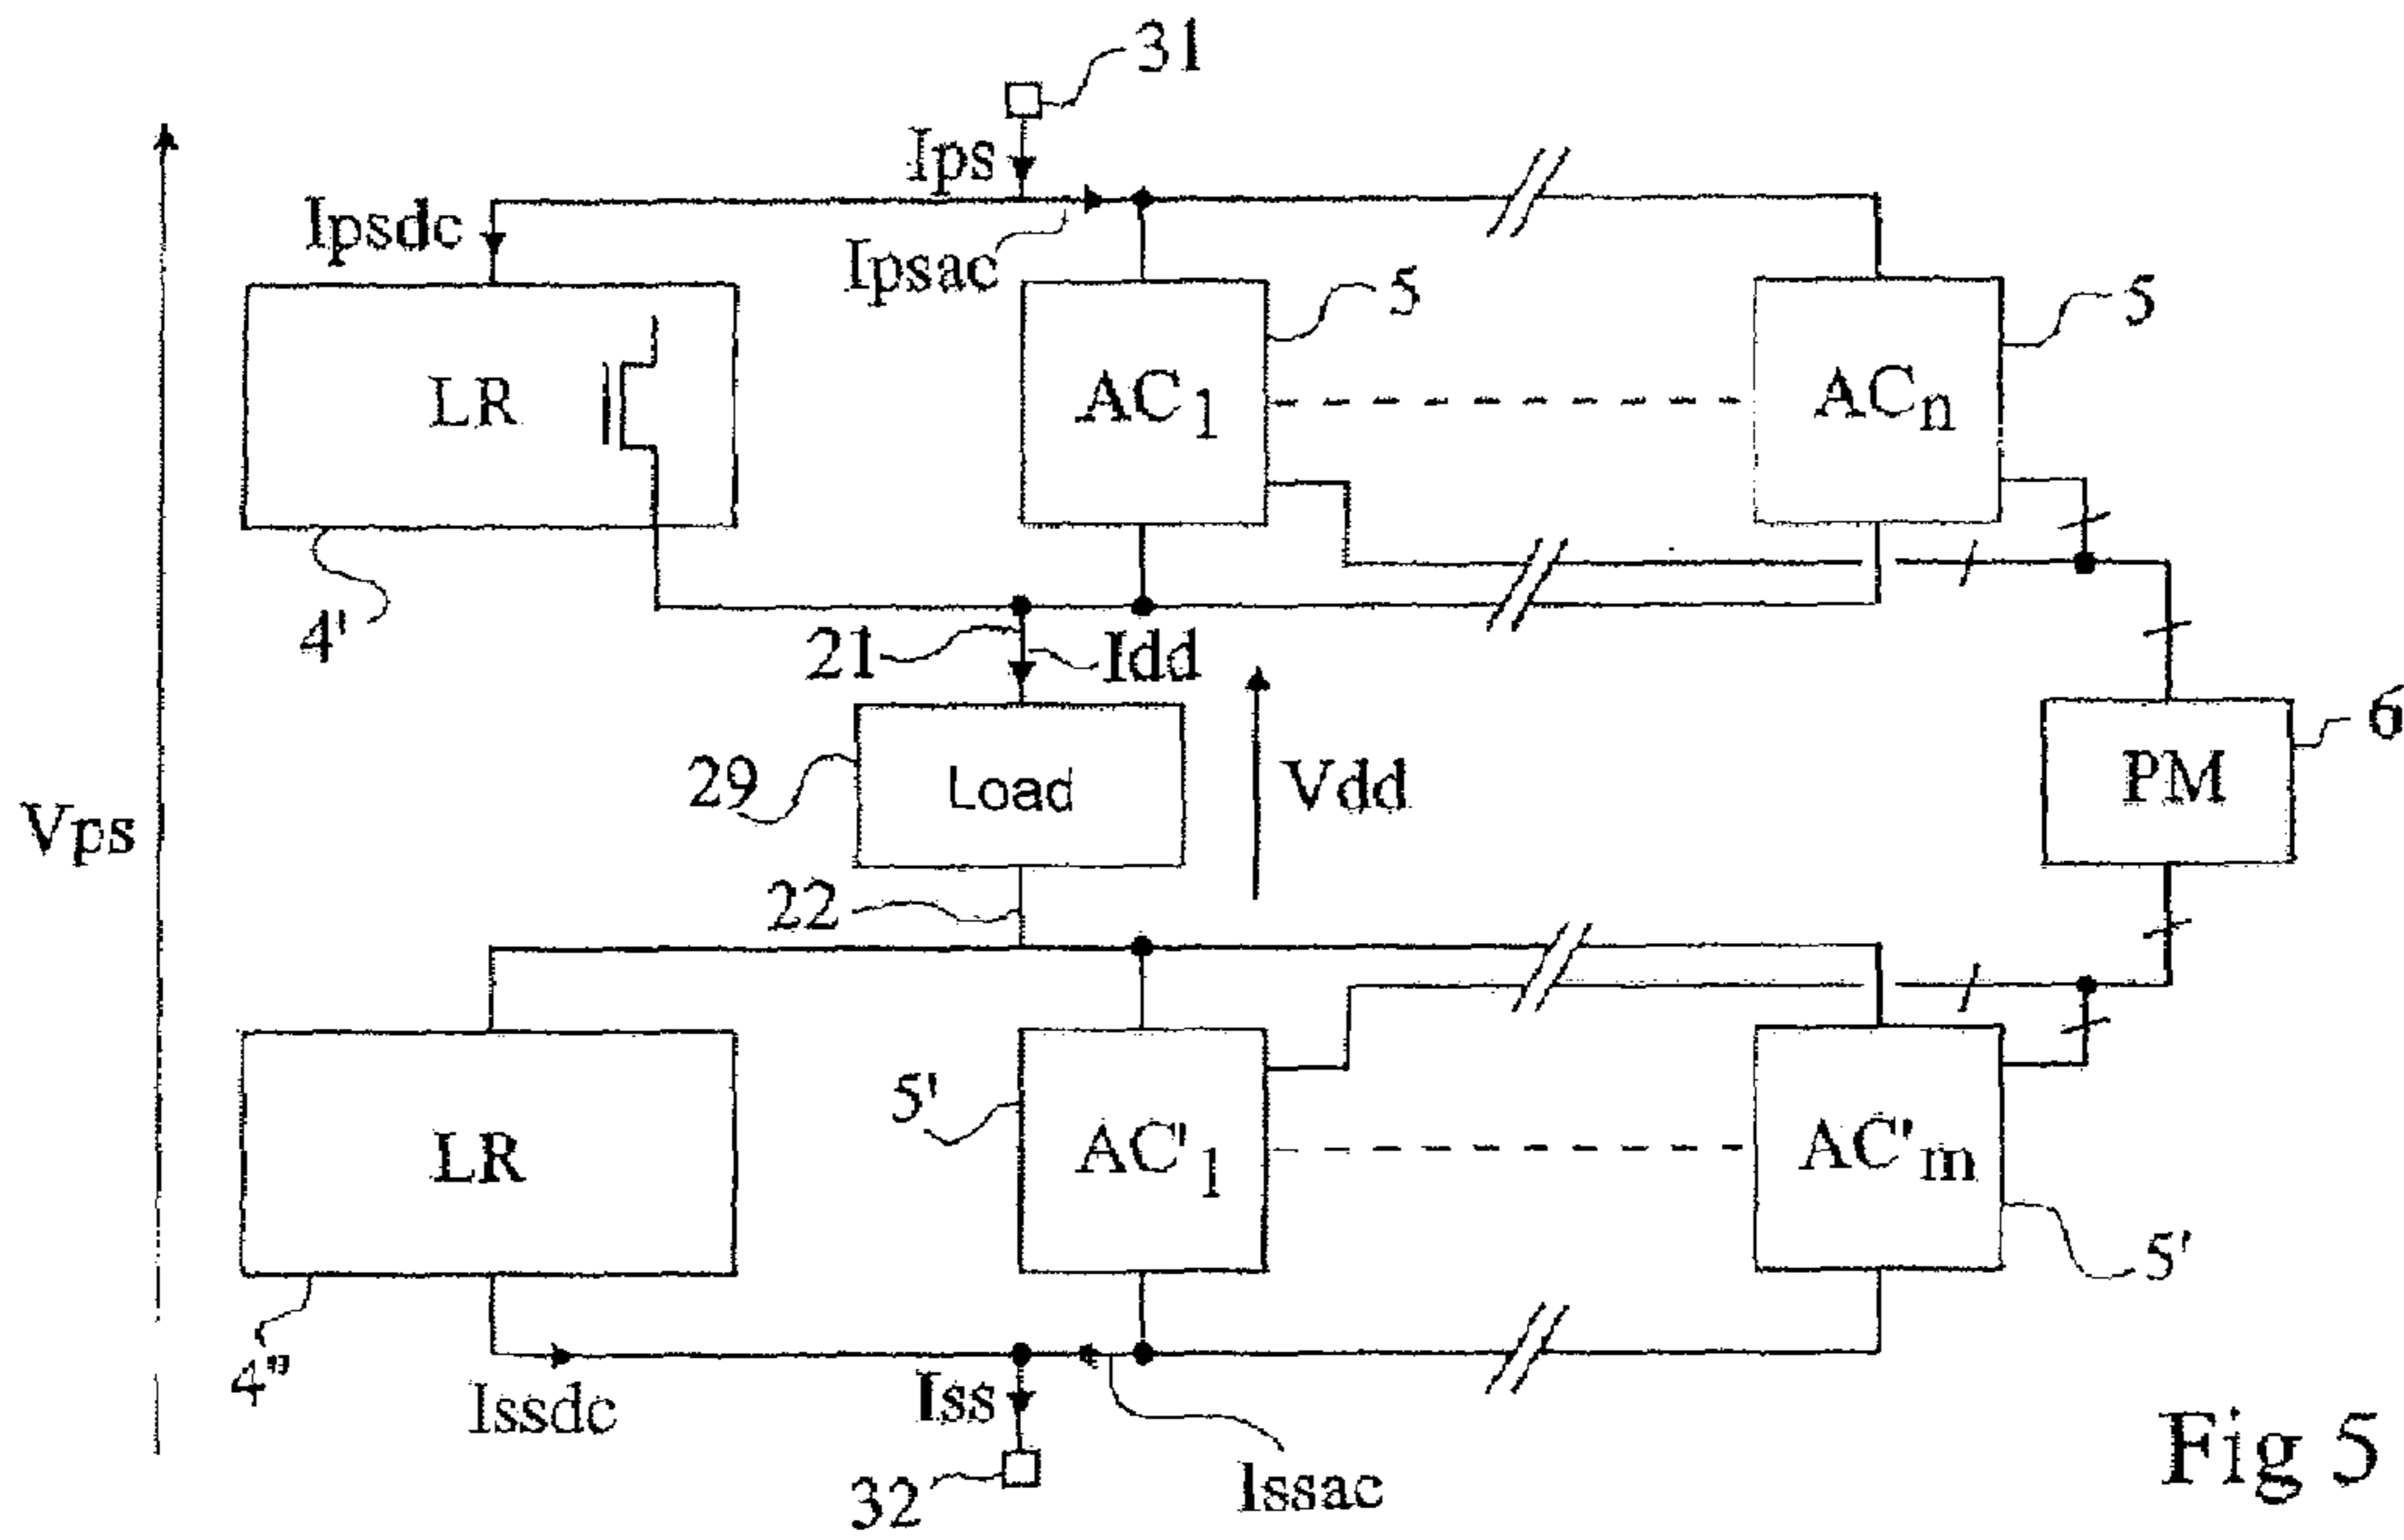 31
Ips
Ipsdc
Ipsac
5
5
LR
AC1
ACn
4'
21
Idd
6
29
Load
Vdd
PM
Vps
22
5'
LR
AC'1
AC'm
5'
4"
Issdc
Iss
Issac
32
Fig 5